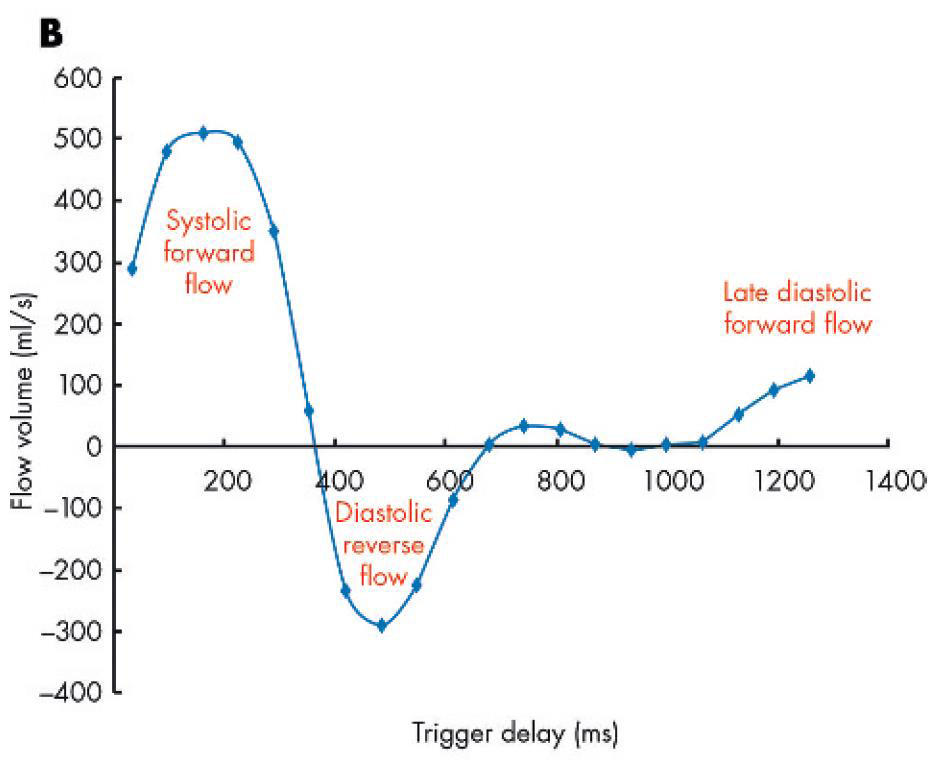 B
600
500
400
300
200
100
0
−100
−200
−300
−400
Flow volume (ml/s)
Systolic
forward
flow
Late diastolic
forward flow
200 400 600 800 1000 1200 1400
Diastolic
reverse
flow
Trigger delay (ms)